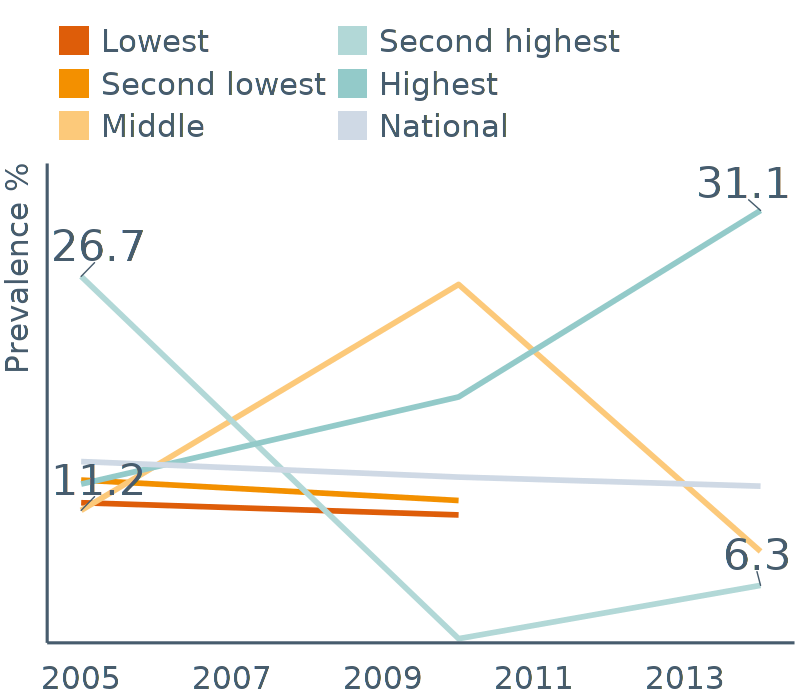 Lowest
Second lowest
Middle
Second highest
Highest
National
Prevalence %
31.1
26.7
11.2
6.3
2005 2007 2009 2011 2013